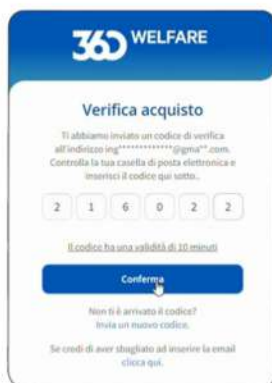 360 WELFARE
Verifica acquisto
Ti abbiamo inviato un codice di verifica
all'indirizzo ing*************@gma**.com.
Controlla la tua casella di posta elettronica e
inserisci il codice qui sotto..
2 1 6 0 2 2
Il codice ha una validità di 10 minuti
Conferma
Non ti è arrivato il codice?
Invia un nuovo codice.
Se credi di aver sbagliato ad inserire la email
clicca qui.